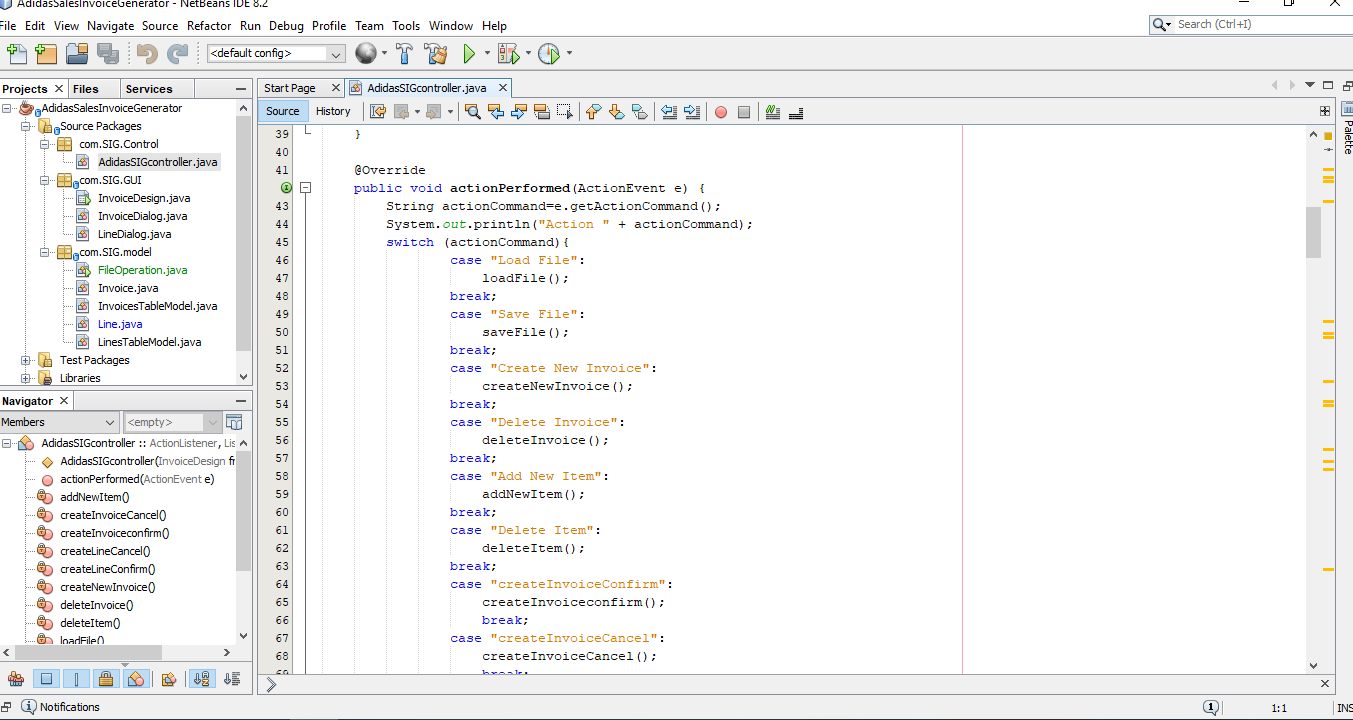 AdidasSalesInvoiceGenerator - NetBeans IDE 8.2
File Edit View Navigate Source Refactor Run Debug Profile Team Tools Window Help
Search (Ctrl+I)
<default config>
Projects Files Services
AdidasSalesInvoiceGenerator
Source Packages
com.SIG.Control
AdidasSIGcontroller.java
com.SIG.GUI
InvoiceDesign.java
InvoiceDialog.java
LineDialog.java
com.SIG.model
FileOperation.java
Invoice.java
InvoicesTableModel.java
Line.java
LinesTableModel.java
Test Packages
Libraries
Navigator
Members <empty>
AdidasSIGcontroller :: ActionListener, Lis
AdidasSIGcontroller(InvoiceDesign fr
actionPerformed(ActionEvent e)
addNewItem()
createInvoiceCancel()
createInvoiceconfirm()
createLineCancel()
createLineConfirm()
createNewInvoice()
deleteInvoice()
deleteItem()
loadFile()
Start Page AdidasSIGcontroller.java
Source History
39 }
40
41 @Override
public void actionPerformed(ActionEvent e) {
43 String actionCommand=e.getActionCommand();
44 System.out.println("Action " + actionCommand);
45 switch (actionCommand){
46 case "Load File":
47 loadFile();
48 break;
49 case "Save File":
50 saveFile();
51 break;
52 case "Create New Invoice":
53 createNewInvoice();
54 break;
55 case "Delete Invoice":
56 deleteInvoice();
57 break;
58 case "Add New Item":
59 addNewItem();
60 break;
61 case "Delete Item":
62 deleteItem();
63 break;
64 case "createInvoiceConfirm":
65 createInvoiceconfirm();
66 break;
67 case "createInvoiceCancel":
68 createInvoiceCancel();
69 break;
Palette
Notifications
1
1:1
INS